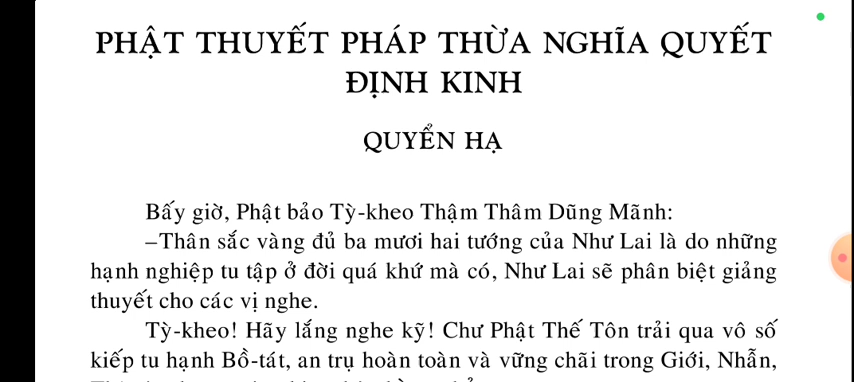 PHẬT THUYẾT PHÁP THỪA NGHĨA QUYẾT
ĐỊNH KINH
QUYỂN HẠ
Bấy giờ, Phật bảo Tỳ-kheo Thậm Thâm Dũng Mãnh:
–Thân sắc vàng đủ ba mươi hai tướng của Như Lai là do những
hạnh nghiệp tu tập ở đời quá khứ mà có, Như Lai sẽ phân biệt giảng
thuyết cho các vị nghe.
Tỳ-kheo! Hãy lắng nghe kỹ! Chư Phật Thế Tôn trải qua vô số
kiếp tu hạnh Bồ-tát, an trụ hoàn toàn và vững chãi trong Giới, Nhẫn,